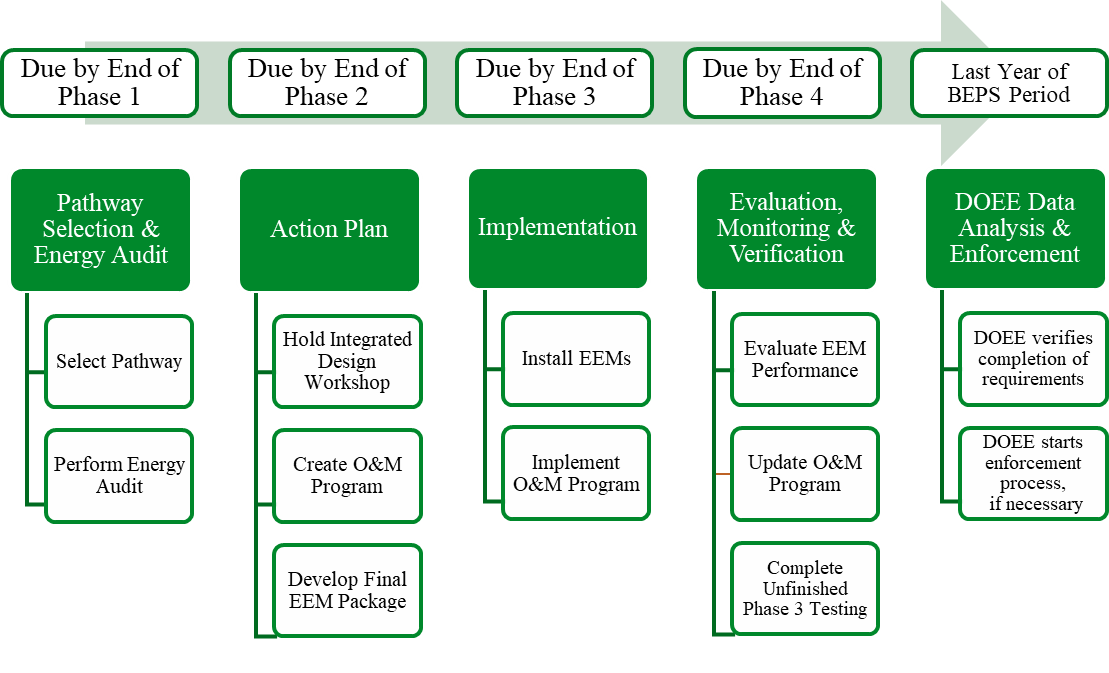 Due by End of
Phase 1
Due by End of
Phase 2
Due by End of
Phase 3
Due by End of
Phase 4
Last Year of
BEPS Period
Pathway
Selection &
Energy Audit
Select Pathway
Perform Energy
Audit
Action Plan
Hold Integrated
Design
Workshop
Create O&M
Program
Develop Final
EEM Package
Implementation
Install EEMs
Implement
O&M Program
Evaluation,
Monitoring &
Verification
Evaluate EEM
Performance
Update O&M
Program
Complete
Unfinished
Phase 3 Testing
DOEE Data
Analysis &
Enforcement
DOEE verifies
completion of
requirements
DOEE starts
enforcement
process,
if necessary